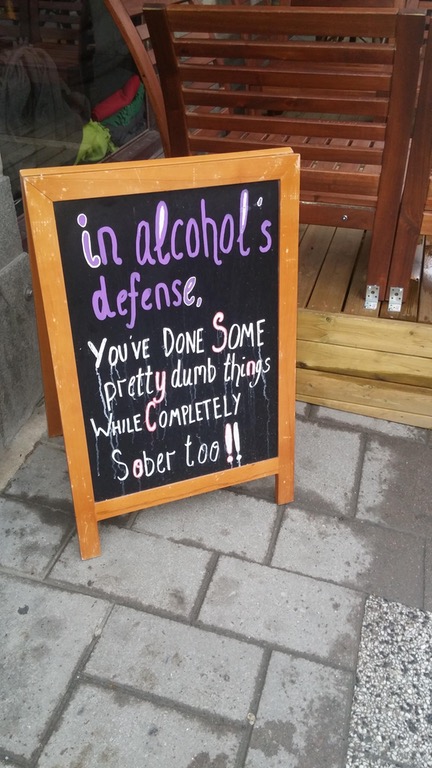 in alcohol's
defense,
YOU'VE DONE SOME
pretty dumb things
WHILE COMPLETELY
Sober too!!